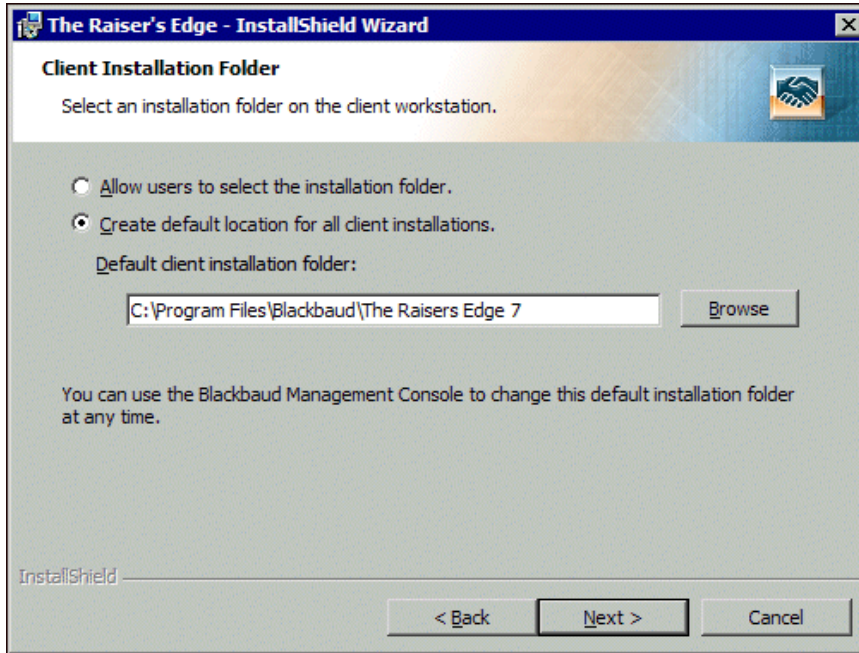 The Raiser's Edge - InstallShield Wizard
Client Installation Folder
Select an installation folder on the client workstation.
Allow users to select the installation folder.
Create default location for all client installations.
Default client installation folder:
C:\Program Files\Blackbaud\The Raisers Edge 7
Browse
You can use the Blackbaud Management Console to change this default installation folder
at any time.
InstallShield
< Back Next > Cancel